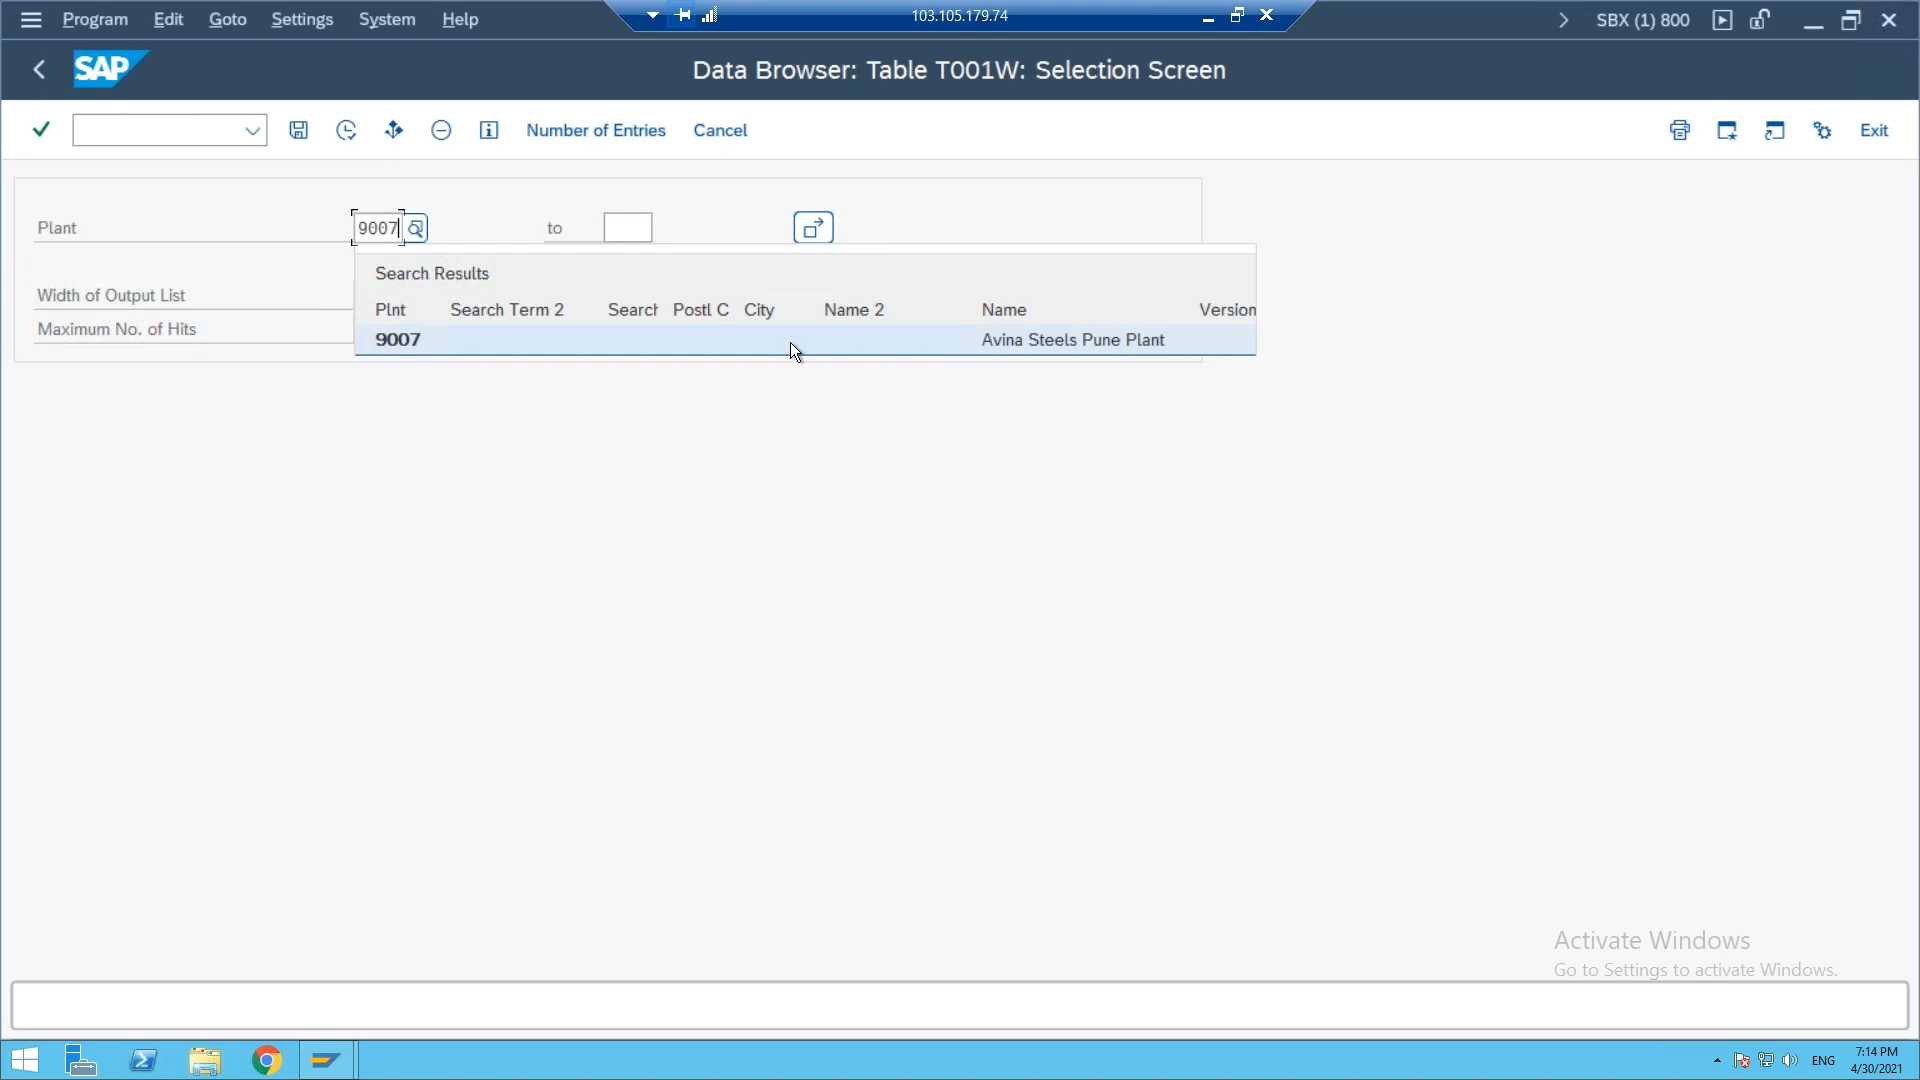 Program Edit Goto Settings System Help 103.105.179.74 SBX (1) 800
SAP Data Browser: Table T001W: Selection Screen
Number of Entries Cancel Exit
Plant 9007 to
Search Results
Width of Output List
Plnt Search Term 2 Search Postl C City Name 2 Name Version
Maximum No. of Hits
9007 Avina Steels Pune Plant
Activate Windows
Go to Settings to activate Windows.
ENG 7:14 PM
4/30/2021